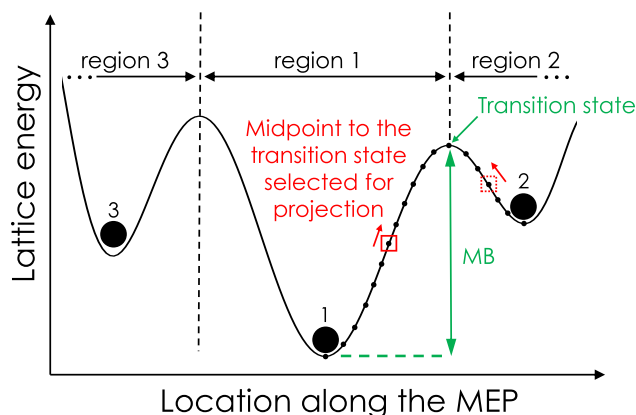 region 3
region 1
region 2
Transition state
Midpoint to the
transition state
selected for
projection
3
2
1
MB
Lattice energy
Location along the MEP